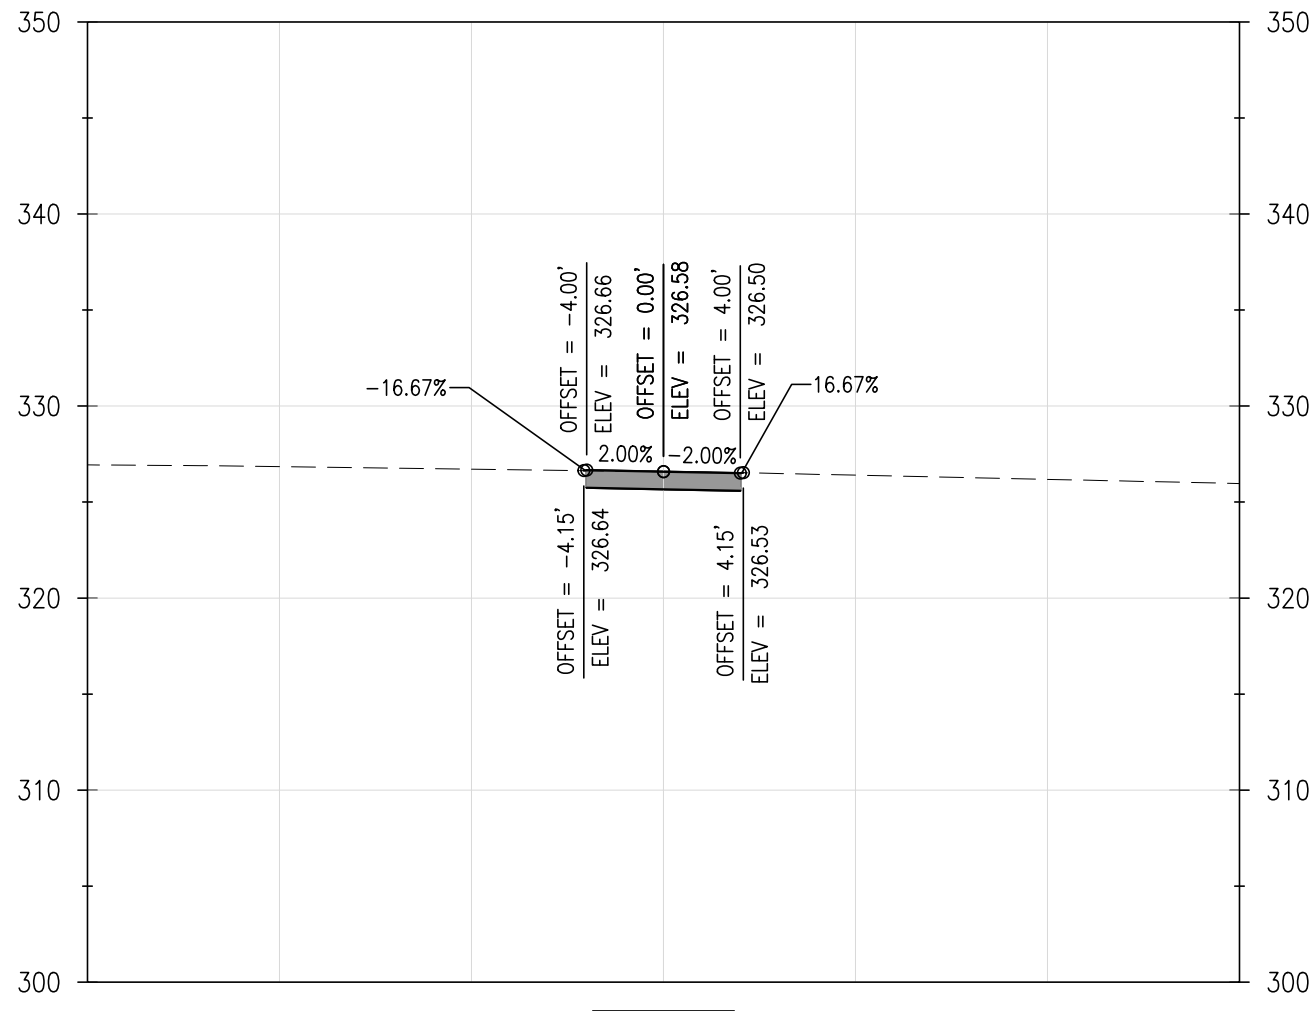 350
350
340
340
OFFSET = -4.00'
ELEV = 326.66
OFFSET = 0.00'
ELEV = 326.58
OFFSET = 4.00'
ELEV = 326.50
-16.67%
16.67%
330
330
2.00%
-2.00%
OFFSET = -4.15'
ELEV = 326.64
OFFSET = 4.15'
ELEV = 326.53
320
320
310
310
300
300